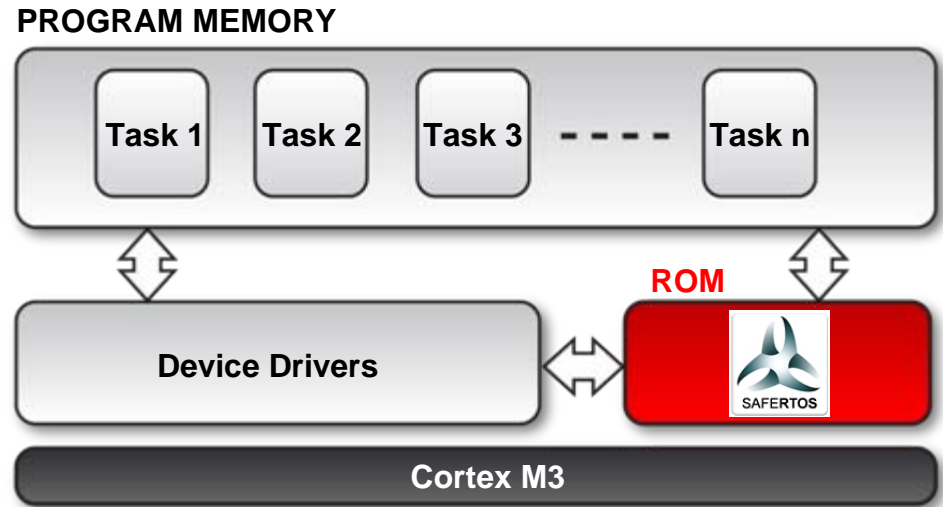 PROGRAM MEMORY
Task 1 Task 2 Task 3 Task n
ROM
Device Drivers
SAFERTOS
Cortex M3